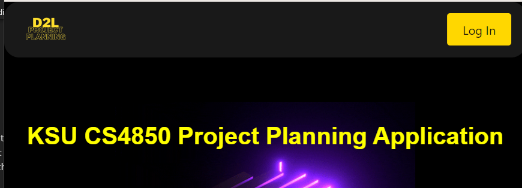 D2L
PROJECT
PLANNING
Log In
KSU CS4850 Project Planning Application